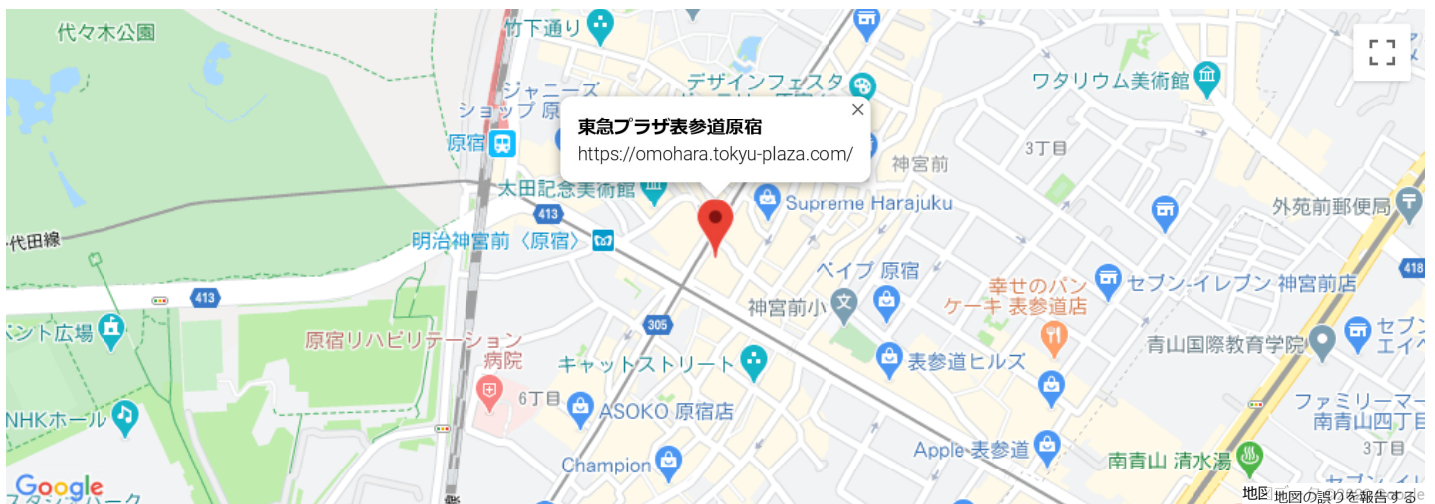 代々木公園
竹下通り
デザインフェスタ
ワタリウム美術館
ジャニーズ
ショップ 原
東急プラザ表参道原宿
https://omohara.tokyu-plaza.com/
原宿
神宮前
3丁目
太田記念美術館
Supreme Harajuku
外苑前郵便局
413
代田線
明治神宮前〈原宿〉
ベイプ 原宿
418
幸せのパン
ケーキ 表参道店
セブン-イレブン 神宮前店
413
神宮前小
305
ベント広場
原宿リハビリテーション
病院
キャットストリート
表参道ヒルズ
青山国際教育学院
セブ
エイ
NHKホール
6丁目
ASOKO 原宿店
ファミリーマー
南青山四丁目
Apple 表参道
3丁目
Champion
南青山 清水湯
Google
地図
地図の誤りを報告する